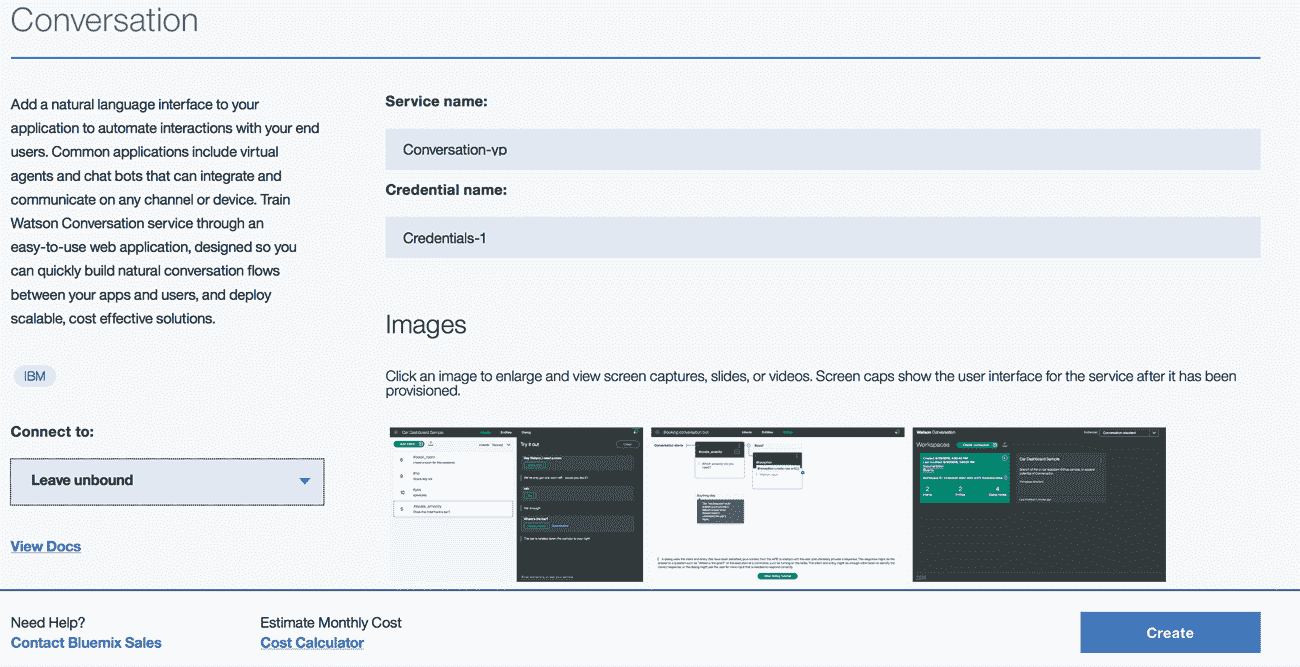 Conversation
Add a natural language interface to your
application to automate interactions with your end
users. Common applications include virtual
agents and chat bots that can integrate and
communicate on any channel or device. Train
Watson Conversation service through an
easy-to-use web application, designed so you
can quickly build natural conversation flows
between your apps and users, and deploy
scalable, cost effective solutions.
IBM
Connect to:
Leave unbound
View Docs
Service name:
Conversation-yp
Credential name:
Credentials-1
Images
Click an image to enlarge and view screen captures, slides, or videos. Screen caps show the user interface for the service after it has been
provisioned.
Car Dashboard Sample
Try it out
Watson Conversation
Workspaces
Car Dashboard Sample
Need Help?
Contact Bluemix Sales
Estimate Monthly Cost
Cost Calculator
Create